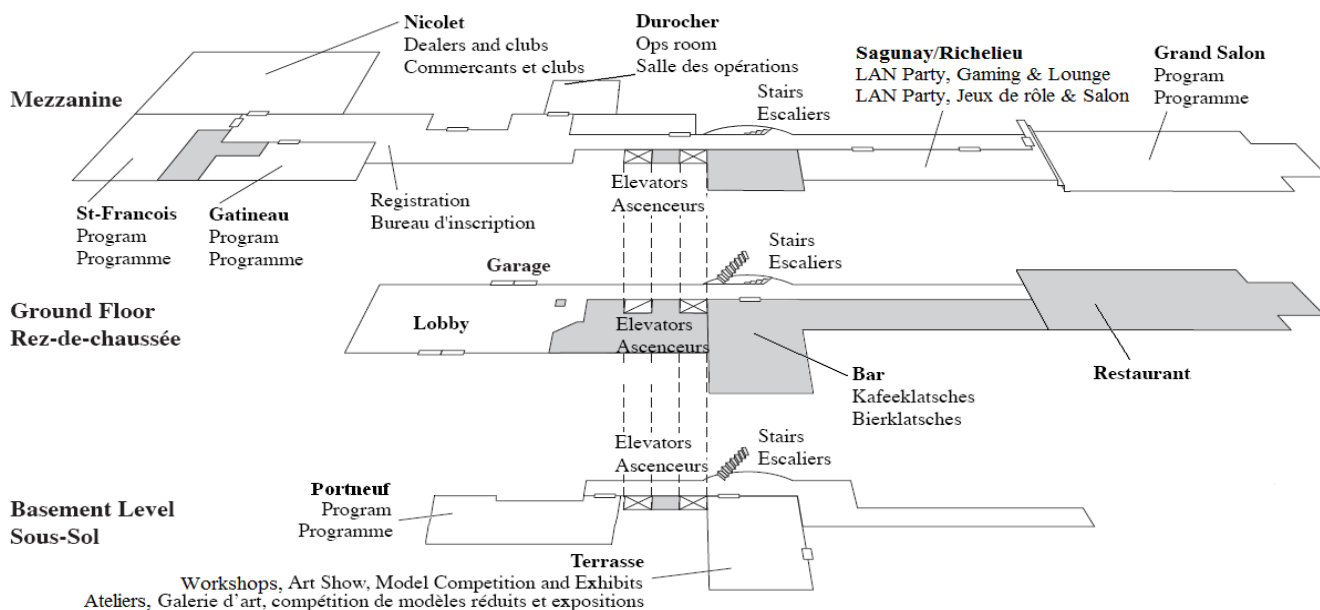 Nicolet
Dealers and clubs
Commercants et clubs
Durocher
Ops room
Salle des opérations
Sagunay/Richelieu
LAN Party, Gaming & Lounge
LAN Party, Jeux de rôle & Salon
Grand Salon
Program
Programme
Mezzanine
Stairs
Escaliers
Elevators
Ascenceurs
St-Francois
Program
Programme
Gatineau
Program
Programme
Registration
Bureau d'inscription
Garage
Stairs
Escaliers
Ground Floor
Rez-de-chaussée
Lobby
Elevators
Ascenceurs
Bar
Kafeeklatsches
Bierklatsches
Restaurant
Elevators
Ascenceurs
Stairs
Escaliers
Basement Level
Sous-Sol
Portneuf
Program
Programme
Terrasse
Workshops, Art Show, Model Competition and Exhibits
Ateliers, Galerie d'art, compétition de modèles réduits et expositions